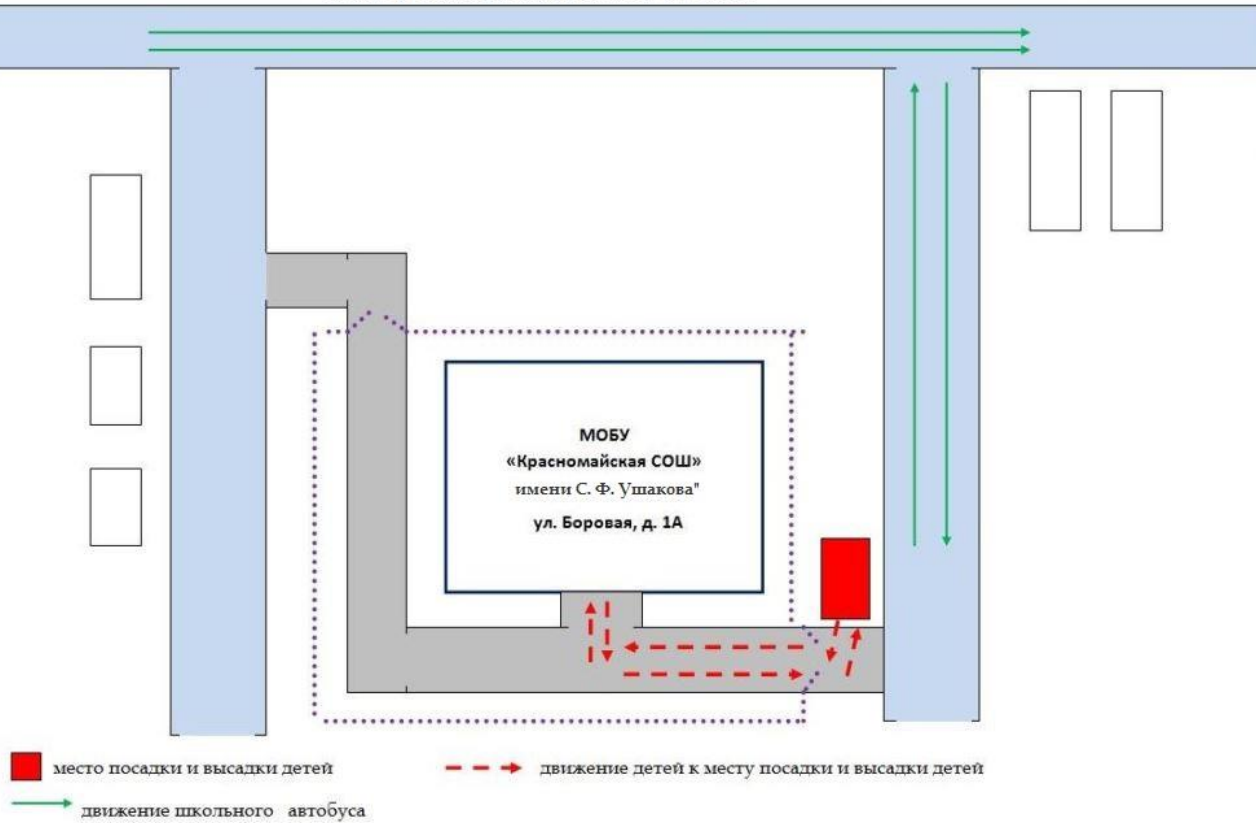 МОБУ
«Красномайская СОШ»
имени С. Ф. Ушакова"
ул. Боровая, д. 1А
место посадки и высадки детей
движение детей к месту посадки и высадки детей
движение школьного автобуса